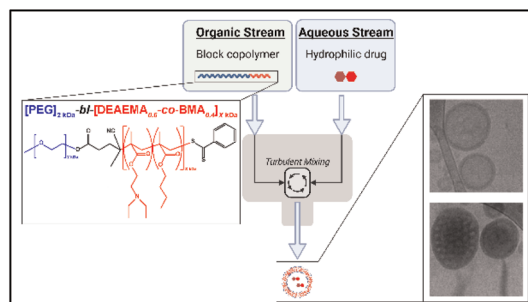 Organic Stream
Block copolymer
Aqueous Stream
Hydrophilic drug
[PEG]2 kDa-bl-[DEAEMA0.6-co-BMA0.4]X kDa
Turbulent Mixing